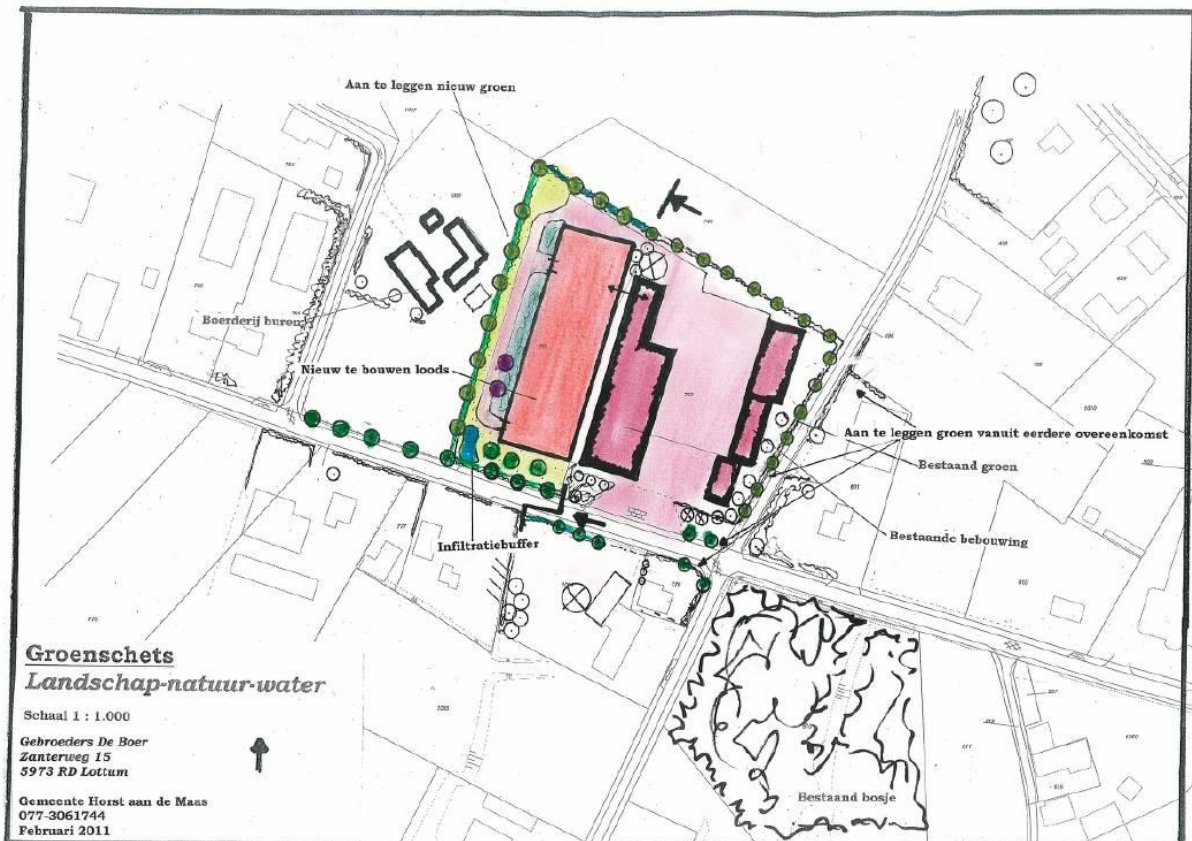 Aan te leggen nieuw groen
Boerderij buren
Nieuw te bouwen loods
Aan te leggen groen vanuit eerdere overeenkomst
Bestaand groen
Bestaande bebouwing
Infiltratiebuffer
Bestaand bosje
Groenschets
Landschap-natuur-water
Schaal 1 : 1.000
Gebroeders De Boer
Zanterweg 15
5973 RD Lottum
Gemeente Horst aan de Maas
077-3061744
Februari 2011